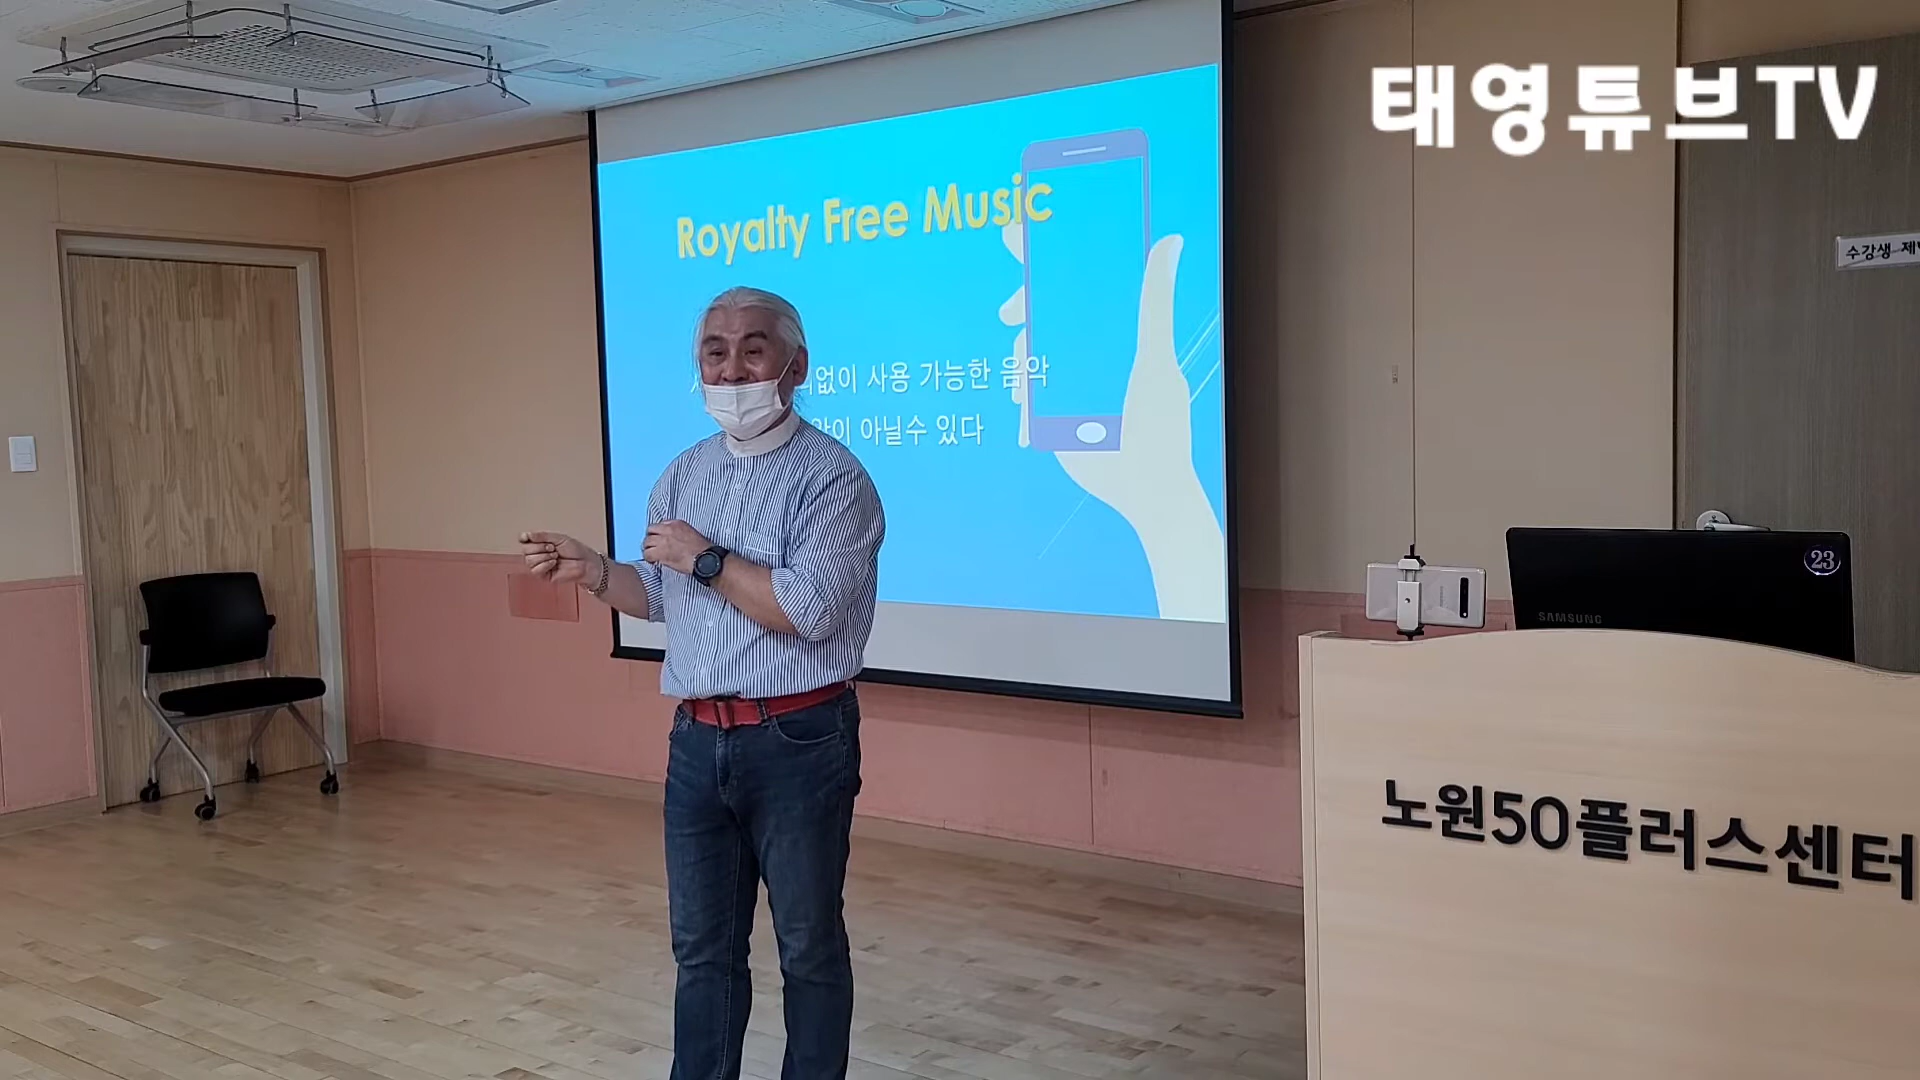 태영튜브TV
Royalty Free Music
수강생
없이 사용 가능한 음악
아닐수 있다
23
SAMSUNG
노원50플러스센터